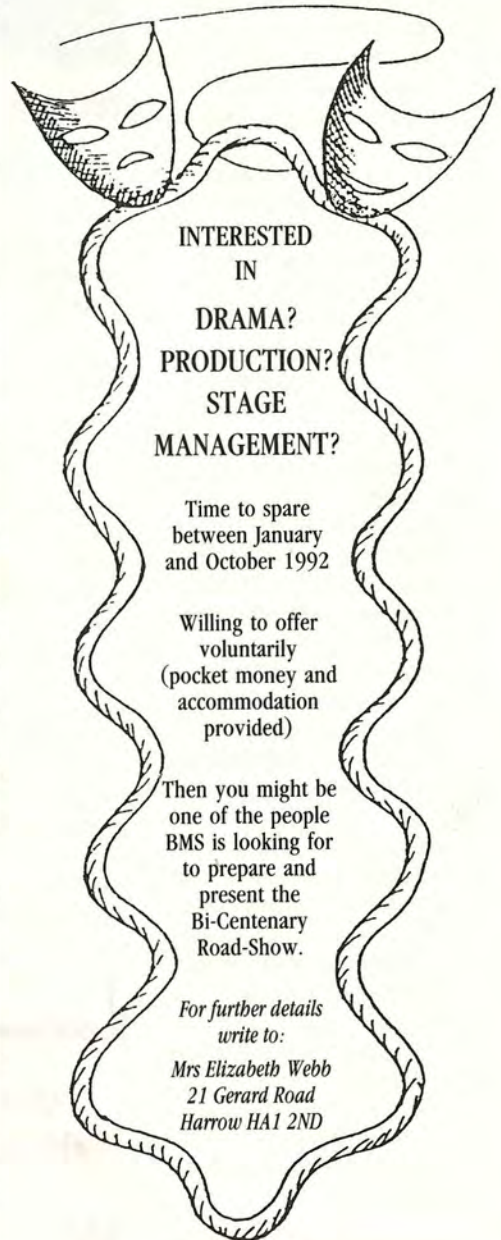 INTERESTED
IN
DRAMA?
PRODUCTION?
STAGE
MANAGEMENT?
Time to spare
between January
and October 1992
Willing to offer
voluntarily
(pocket money and
accommodation
provided)
Then you might be
one of the people
BMS is looking for
to prepare and
present the
Bi-Centenary
Road-Show.
For further details
write to:
Mrs Elizabeth Webb
21 Gerard Road
Harrow HA1 2ND